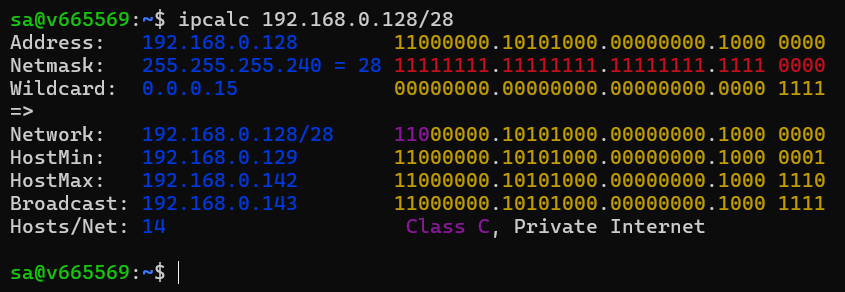 sa@v665569:~$ ipcalc 192.168.0.128/28
Address:   192.168.0.128        11000000.10101000.00000000.1000 0000
Netmask:   255.255.255.240 = 28 11111111.11111111.11111111.1111 0000
Wildcard:  0.0.0.15             00000000.00000000.00000000.0000 1111
=>
Network:   192.168.0.128/28     11000000.10101000.00000000.1000 0000
HostMin:   192.168.0.129        11000000.10101000.00000000.1000 0001
HostMax:   192.168.0.142        11000000.10101000.00000000.1000 1110
Broadcast: 192.168.0.143        11000000.10101000.00000000.1000 1111
Hosts/Net: 14                    Class C, Private Internet
sa@v665569:~$